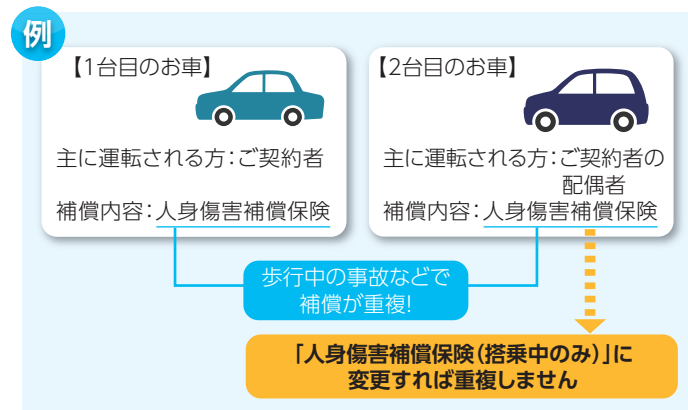 例
【1台目のお車】
主に運転される方：ご契約者
補償内容：人身傷害補償保険
【2台目のお車】
主に運転される方：ご契約者の
配偶者
補償内容：人身傷害補償保険
歩行中の事故などで
補償が重複!
「人身傷害補償保険（搭乗中のみ）」に
変更すれば重複しません